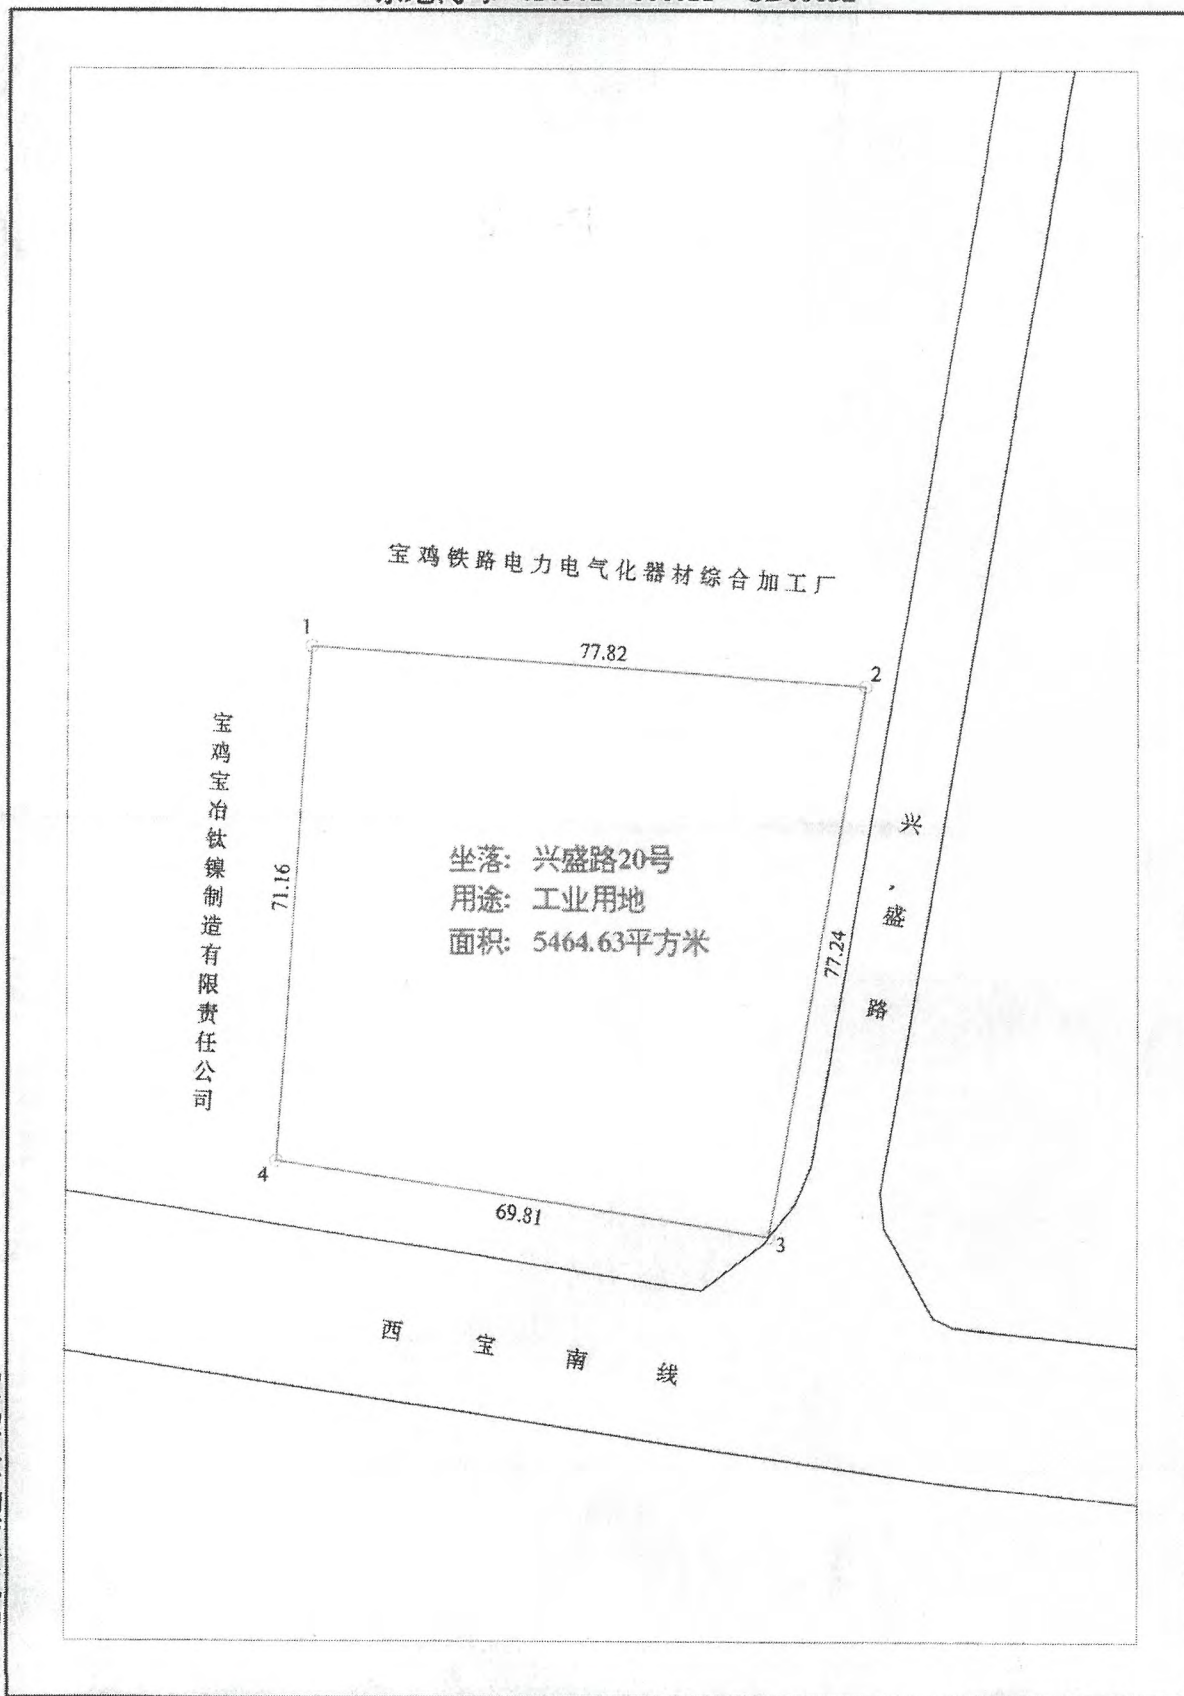 宝鸡铁路电力电气化器材综合加工厂
1
77.82
2
宝鸡宝冶钛镍制造有限责任公司
71.16
坐落: 兴盛路20号
用途: 工业用地
面积: 5464.63平方米
77.24
兴盛路
4
69.81
3
西宝南线